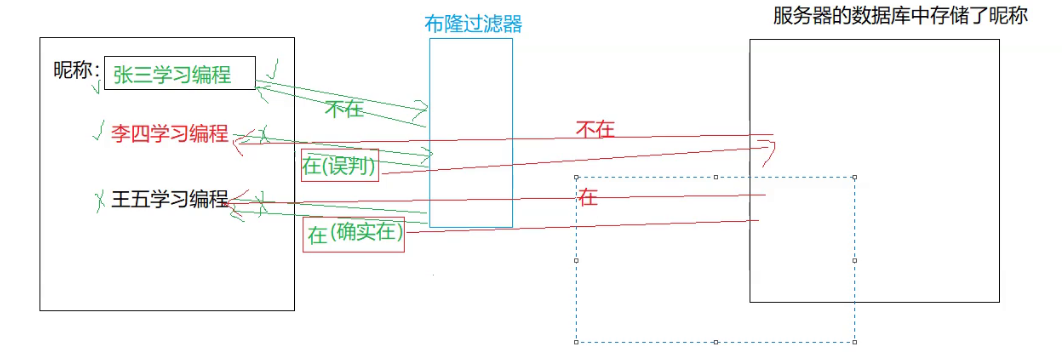 服务器的数据库中存储了昵称
布隆过滤器
昵称：张三学习编程
不在
李四学习编程
不在
在(误判)
王五学习编程
在
在(确实在)